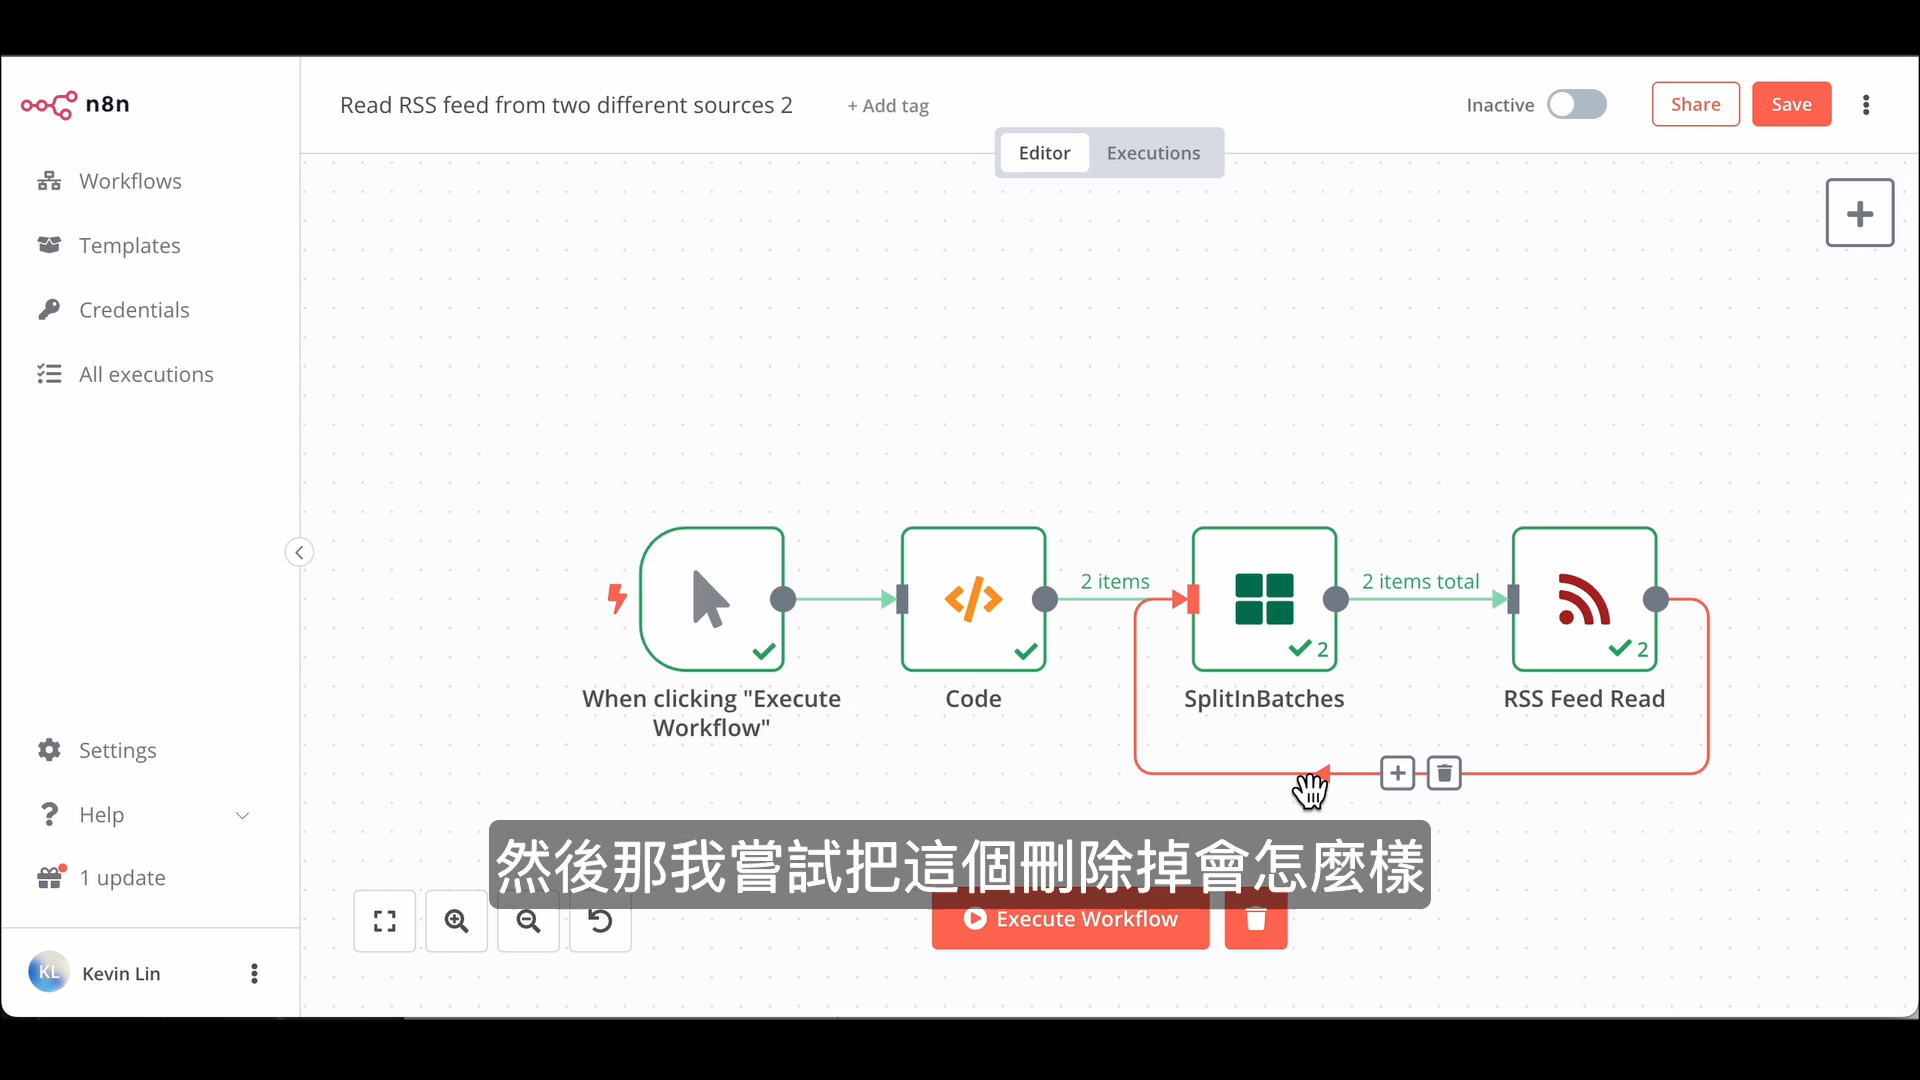 n8n
Read RSS feed from two different sources 2
+ Add tag
Inactive
Share
Save
Editor
Executions
Workflows
Templates
Credentials
All executions
2 items
2 items total
2
2
When clicking "Execute
Workflow"
Code
SplitInBatches
RSS Feed Read
Settings
Help
1 update
然後那我嘗試把這個刪除掉會怎麼樣
Execute Workflow
KL
Kevin Lin